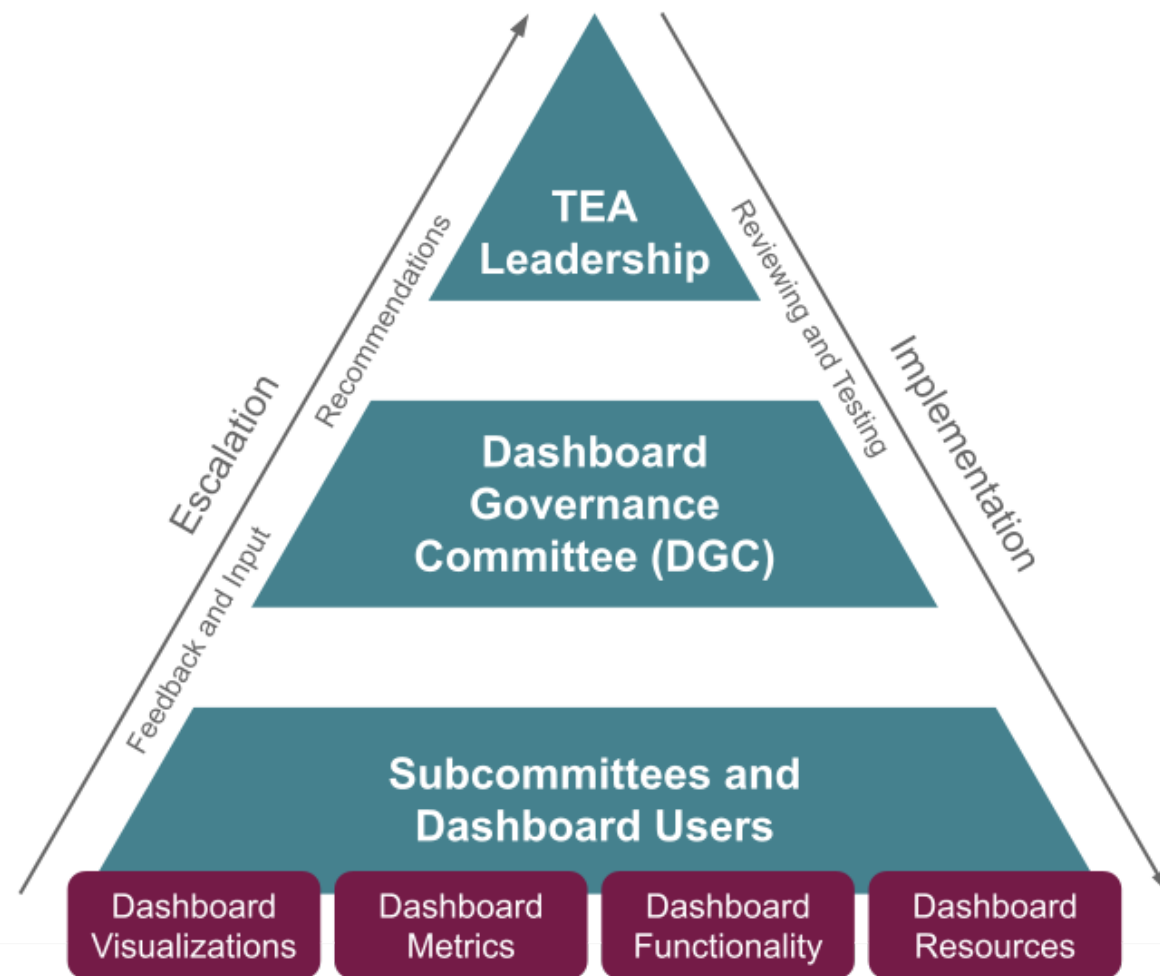 TEA
Leadership
Recommendations
Reviewing and Testing
Escalation
Implementation
Dashboard
Governance
Committee (DGC)
Feedback and Input
Subcommittees and
Dashboard Users
Dashboard
Visualizations
Dashboard
Metrics
Dashboard
Functionality
Dashboard
Resources